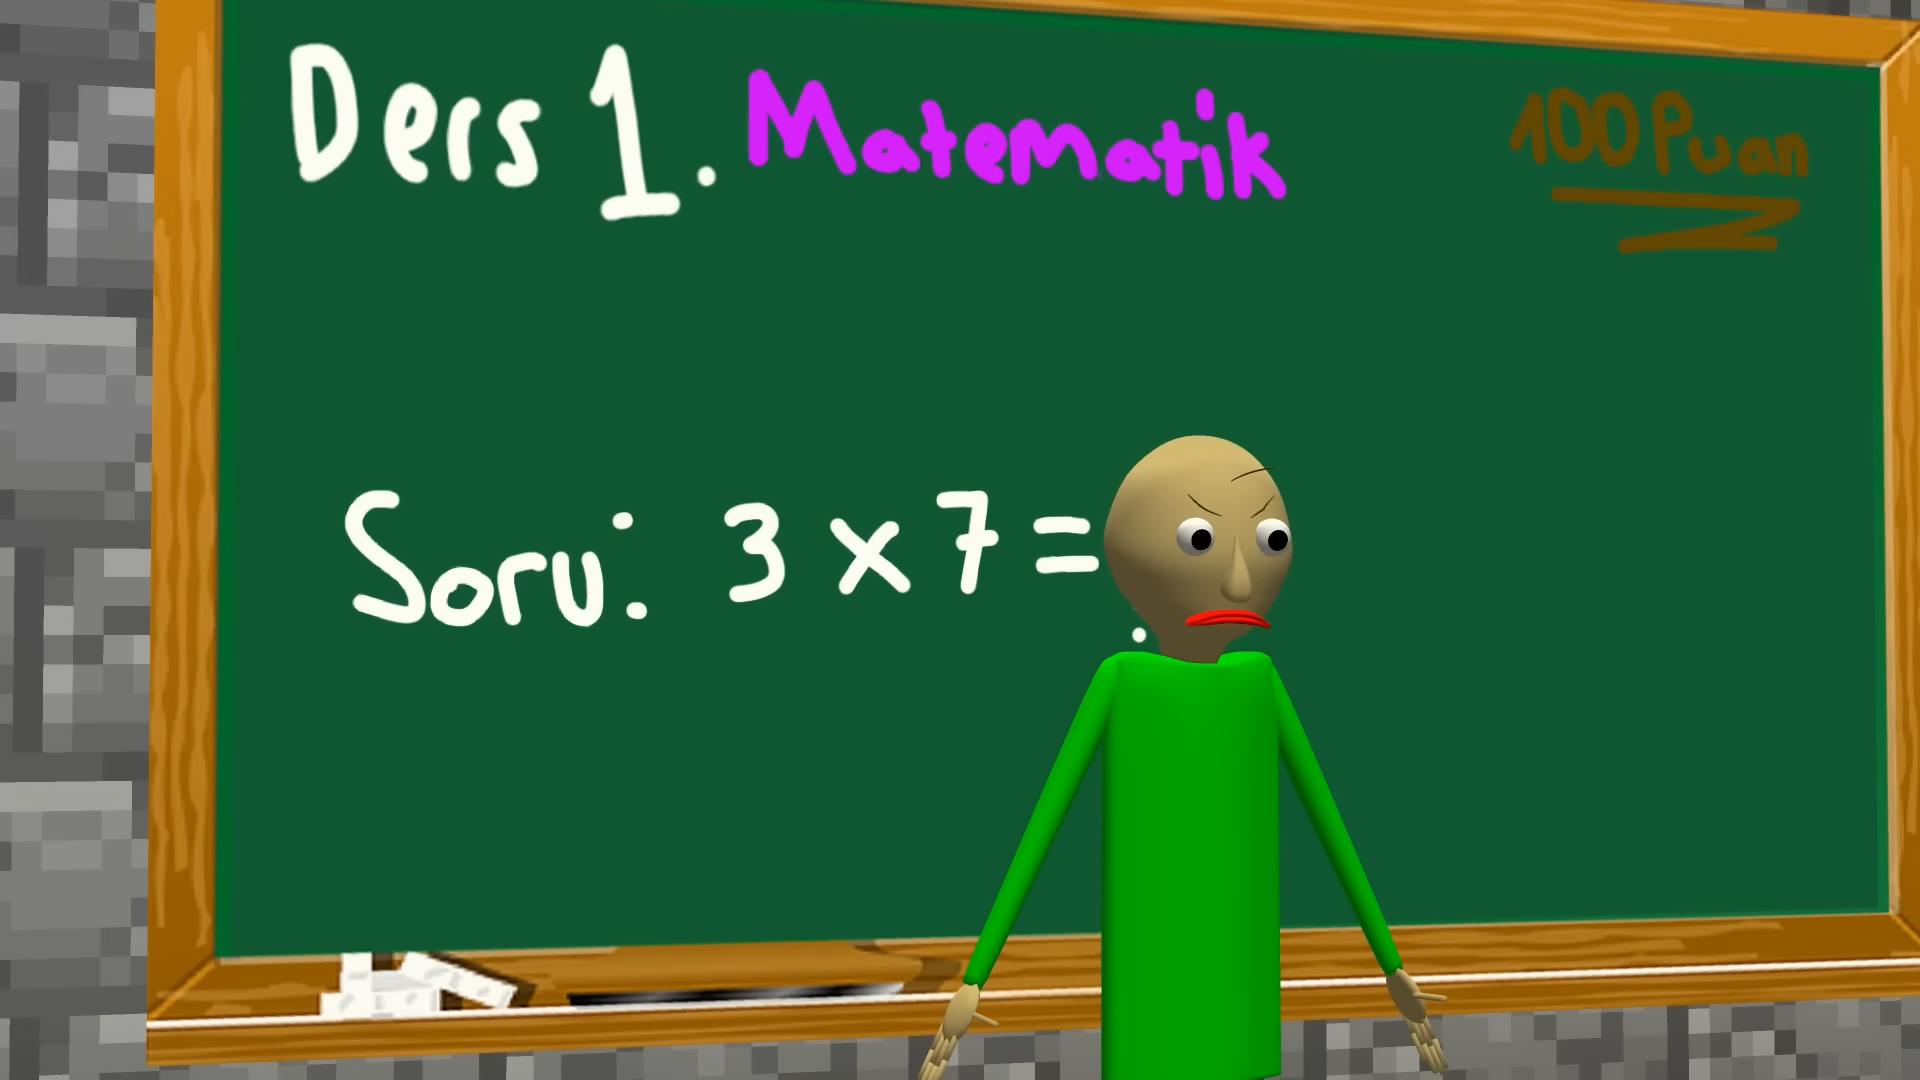 Ders 1. Matematik
100 Puan
Soru: 3 x 7 =